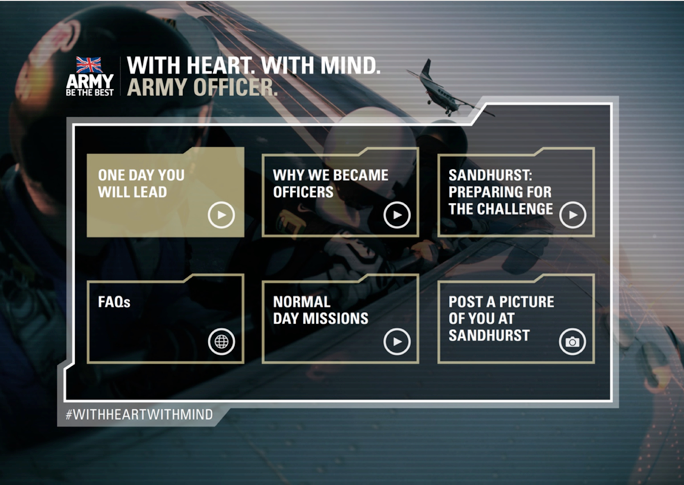 ARMY
BE THE BEST
WITH HEART. WITH MIND.
ARMY OFFICER.
ONE DAY YOU
WILL LEAD
WHY WE BECAME
OFFICERS
SANDHURST:
PREPARING FOR
THE CHALLENGE
FAQs
NORMAL
DAY MISSIONS
POST A PICTURE
OF YOU AT
SANDHURST
#WITHHEARTWITHMIND